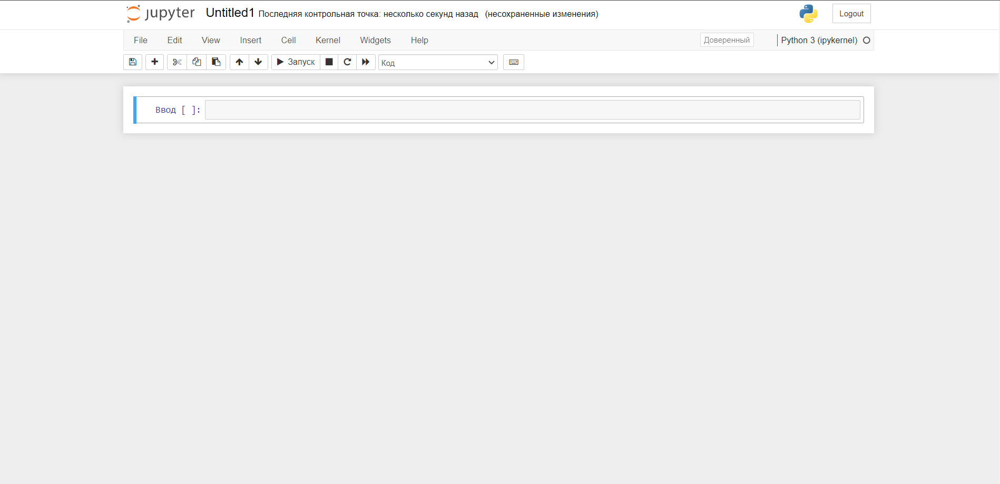 jupyter Untitled1 Последняя контрольная точка: несколько секунд назад (несохраненные изменения) Logout
File Edit View Insert Cell Kernel Widgets Help Доверенный Python 3 (ipykernel)
Запуск Код
Ввод [ ]: